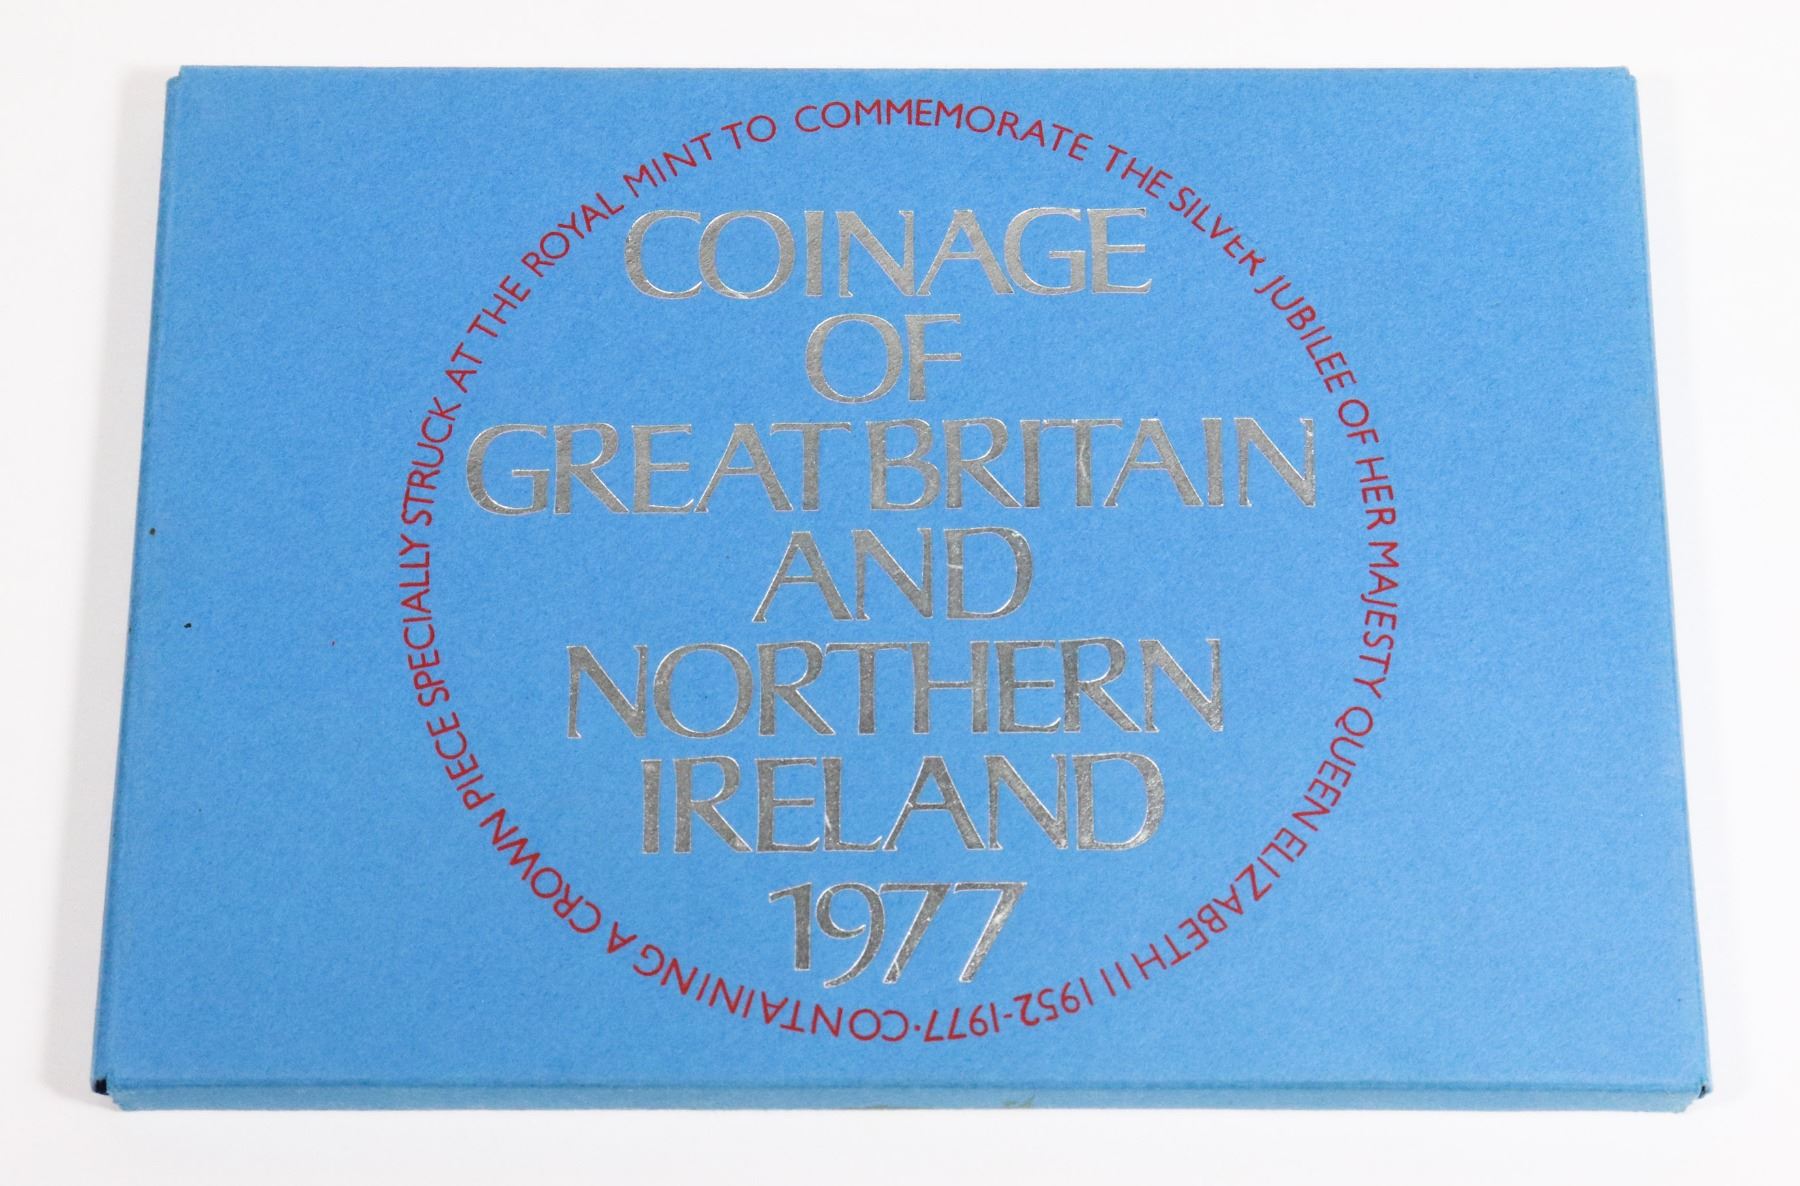 COINAGE
OF
GREAT BRITAIN
AND
NORTHERN
IRELAND
1977
CONTAINING A CROWN PIECE SPECIALLY STRUCK AT THE ROYAL MINT TO COMMEMORATE THE SILVER JUBILEE OF HER MAJESTY QUEEN ELIZABETH II 1952-1977·